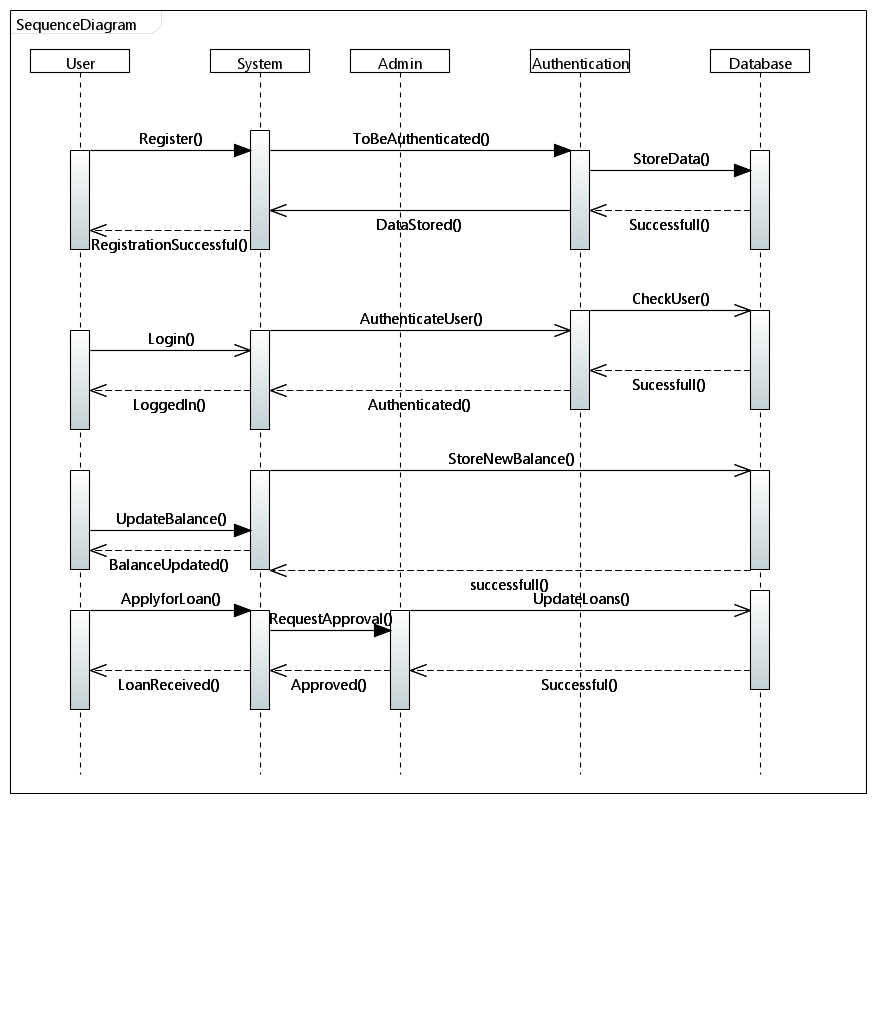 SequenceDiagram
User
System
Admin
Authentication
Database
Register()
ToBeAuthenticated()
StoreData()
DataStored()
Successfull()
RegistrationSuccessful()
CheckUser()
AuthenticateUser()
Login()
Sucessfull()
LoggedIn()
Authenticated()
StoreNewBalance()
UpdateBalance()
BalanceUpdated()
successfull()
ApplyforLoan()
UpdateLoans()
RequestApproval()
LoanReceived()
Approved()
Successful()